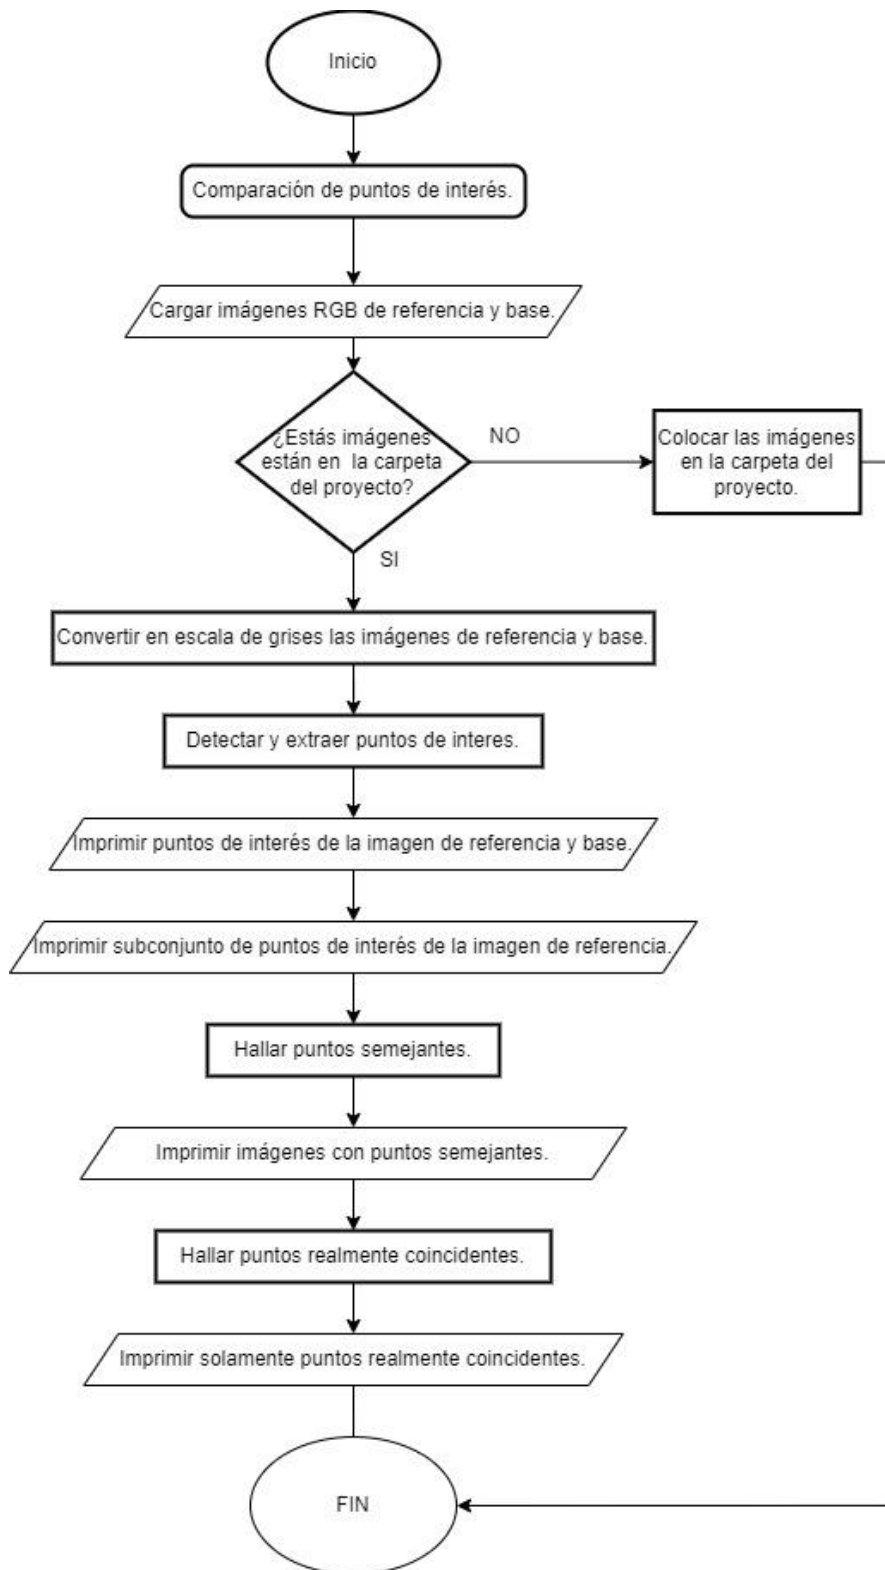 Inicio
Comparación de puntos de interés.
Cargar imágenes RGB de referencia y base.
¿Estás imágenes
están en la carpeta
del proyecto?
NO
Colocar las imágenes
en la carpeta del
proyecto.
SI
Convertir en escala de grises las imágenes de referencia y base.
Detectar y extraer puntos de interes.
Imprimir puntos de interés de la imagen de referencia y base.
Imprimir subconjunto de puntos de interés de la imagen de referencia.
Hallar puntos semejantes.
Imprimir imágenes con puntos semejantes.
Hallar puntos realmente coincidentes.
Imprimir solamente puntos realmente coincidentes.
FIN